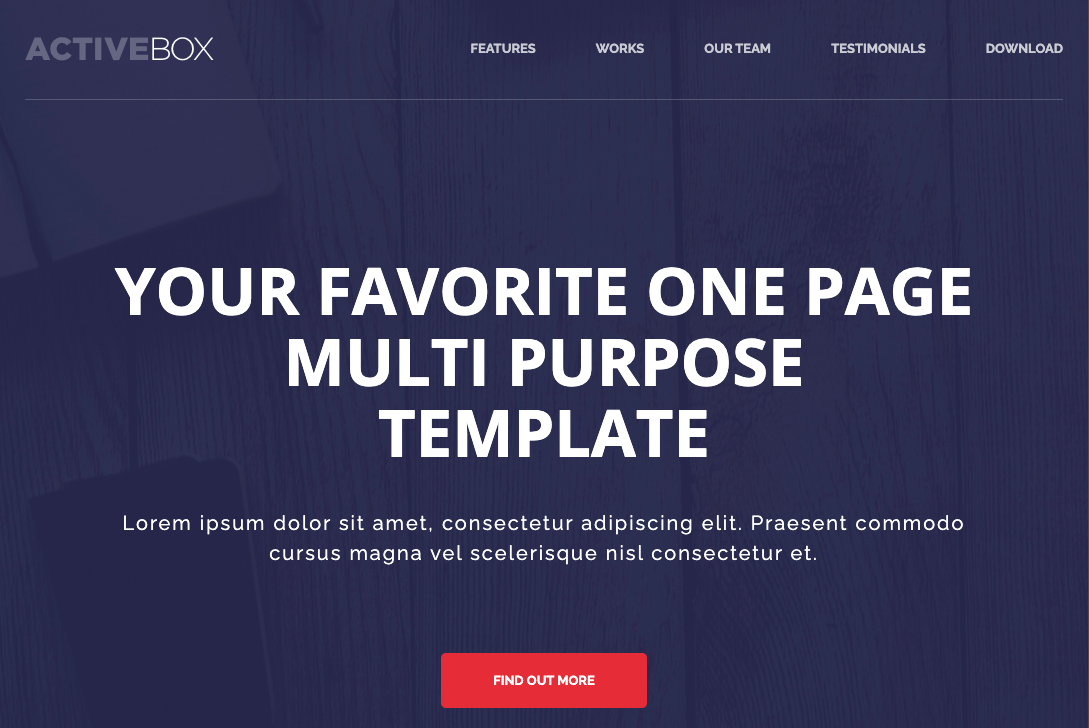 ACTIVEBOX
FEATURES WORKS OUR TEAM TESTIMONIALS DOWNLOAD
YOUR FAVORITE ONE PAGE
MULTI PURPOSE
TEMPLATE
Lorem ipsum dolor sit amet, consectetur adipiscing elit. Praesent commodo
cursus magna vel scelerisque nisl consectetur et.
FIND OUT MORE